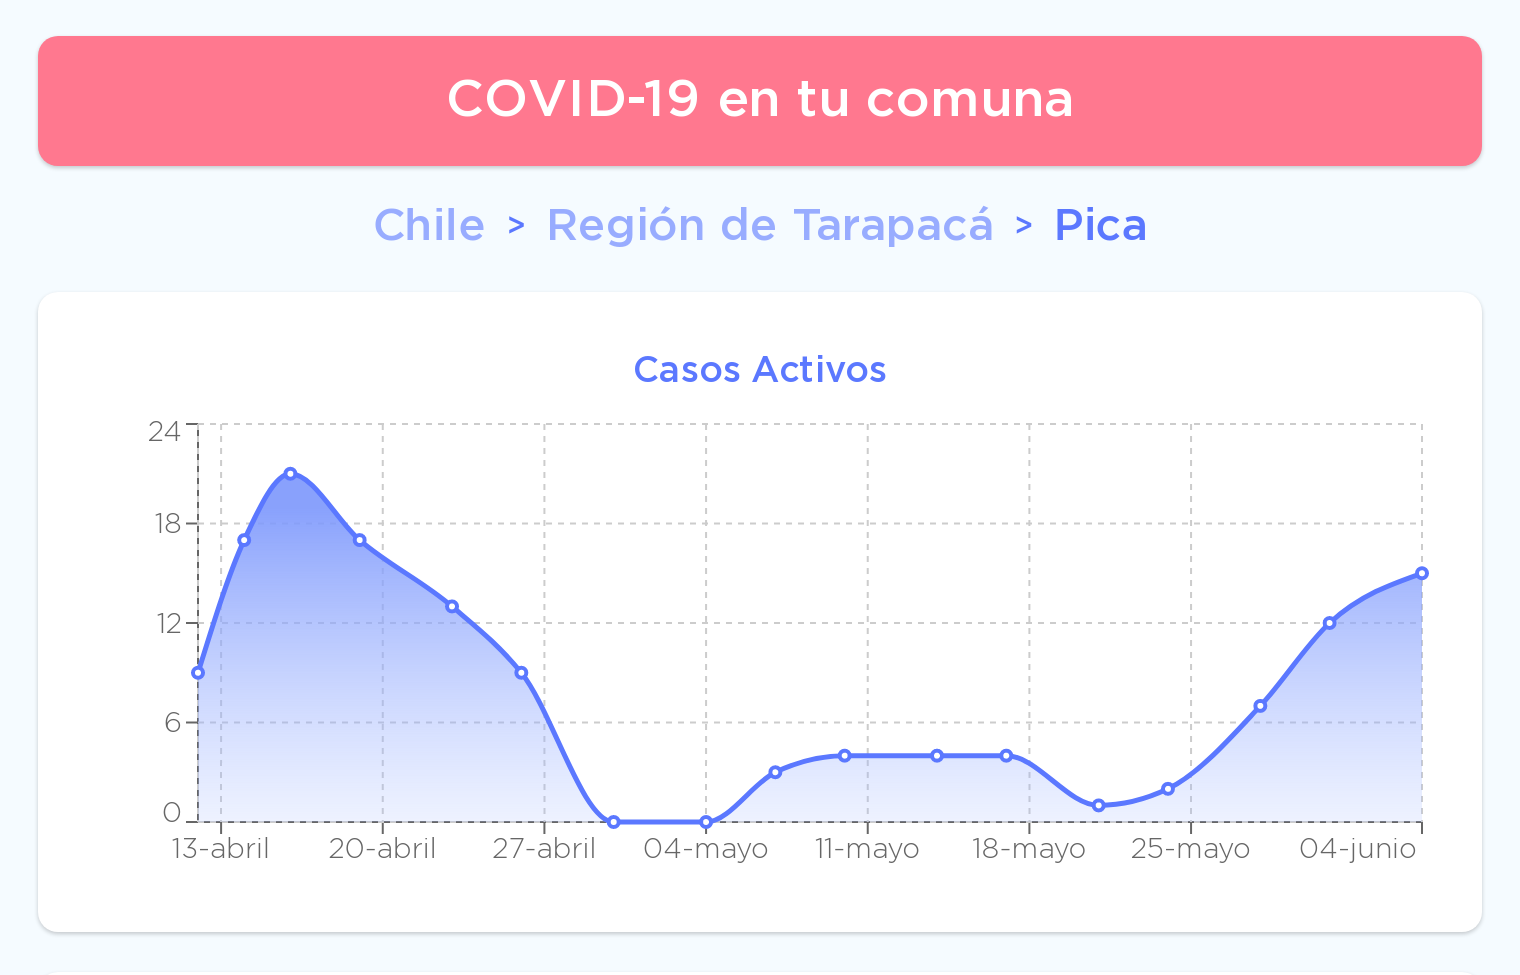 COVID-19 en tu comuna
Chile > Región de Tarapacá > Pica
Casos Activos
24
18
12
6
0
13-abril 20-abril 27-abril 04-mayo 11-mayo 18-mayo 25-mayo 04-junio